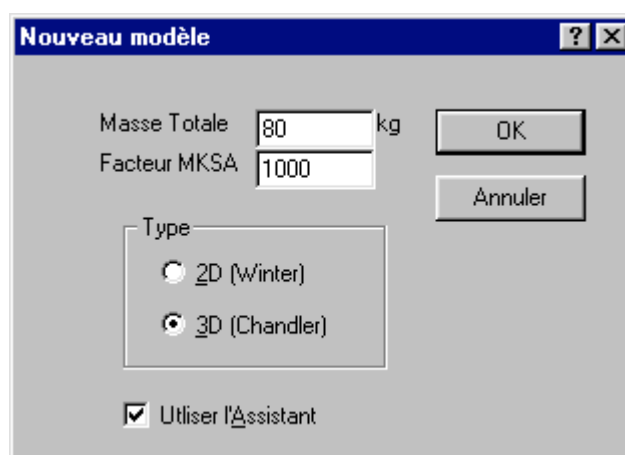 Nouveau modèle
Masse Totale 80 kg OK
Facteur MKSA 1000
Annuler
Type
2D (Winter)
3D (Chandler)
Utliser l'Assistant